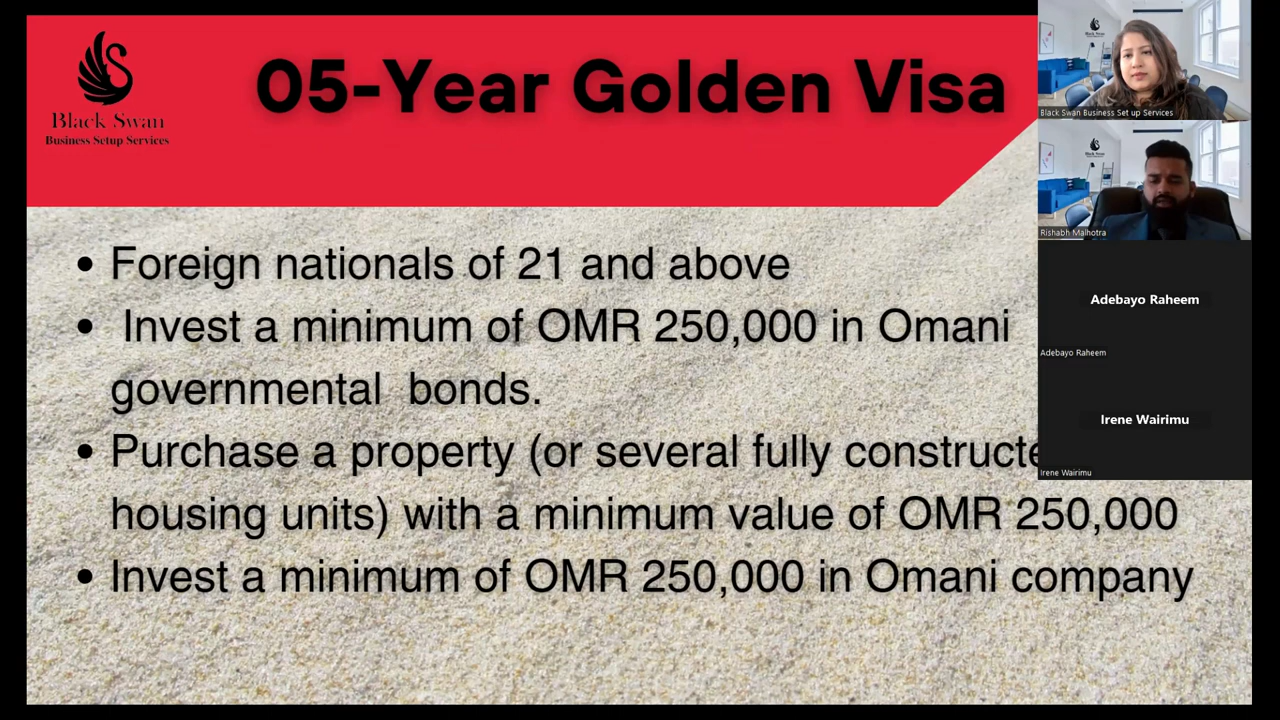 Black Swan
Business Setup Services
05-Year Golden Visa
• Foreign nationals of 21 and above
• Invest a minimum of OMR 250,000 in Omani
governmental bonds.
• Purchase a property (or several fully constructe
housing units) with a minimum value of OMR 250,000
• Invest a minimum of OMR 250,000 in Omani company
Black Swan Business Set up Services
Rishabh Malhotra
Adebayo Raheem
Adebayo Raheem
Irene Wairimu
Irene Wairimu